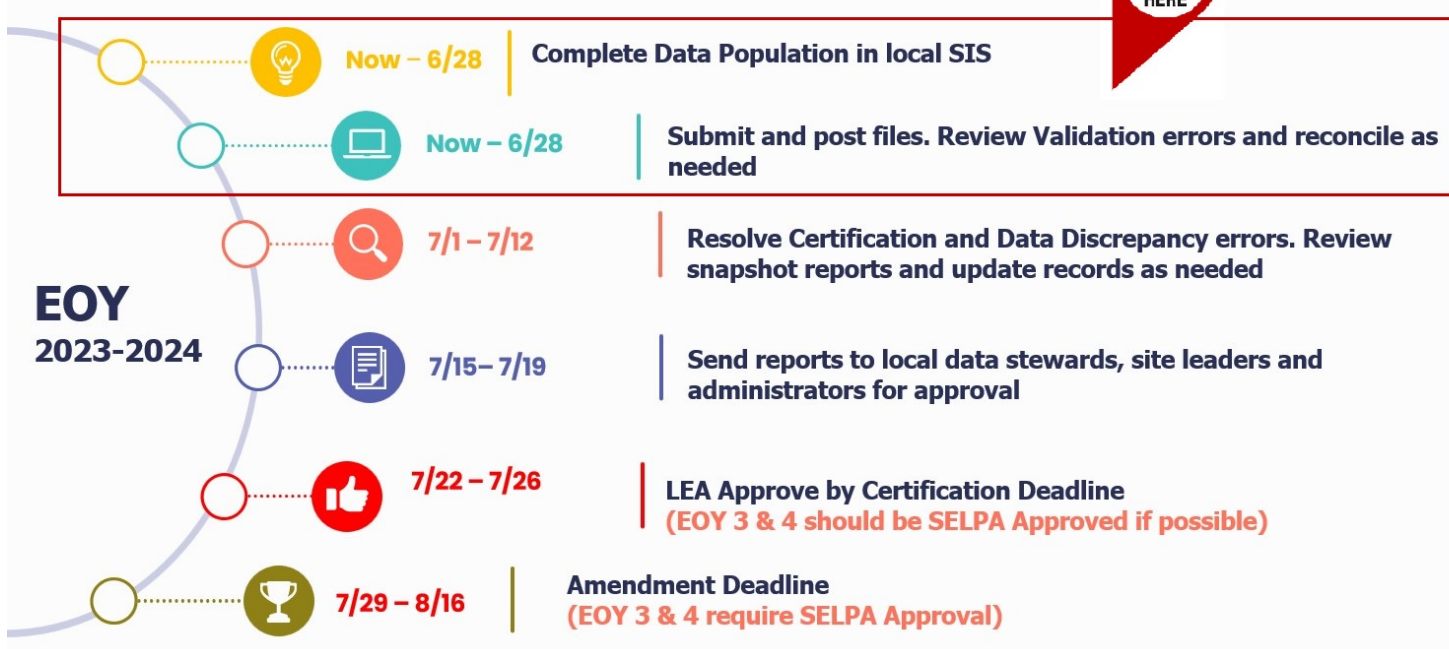 HERE
Now – 6/28
Complete Data Population in local SIS
Now – 6/28
Submit and post files. Review Validation errors and reconcile as
needed
7/1 – 7/12
Resolve Certification and Data Discrepancy errors. Review
snapshot reports and update records as needed
EOY
2023-2024
7/15– 7/19
Send reports to local data stewards, site leaders and
administrators for approval
7/22 – 7/26
LEA Approve by Certification Deadline
(EOY 3 & 4 should be SELPA Approved if possible)
7/29 – 8/16
Amendment Deadline
(EOY 3 & 4 require SELPA Approval)